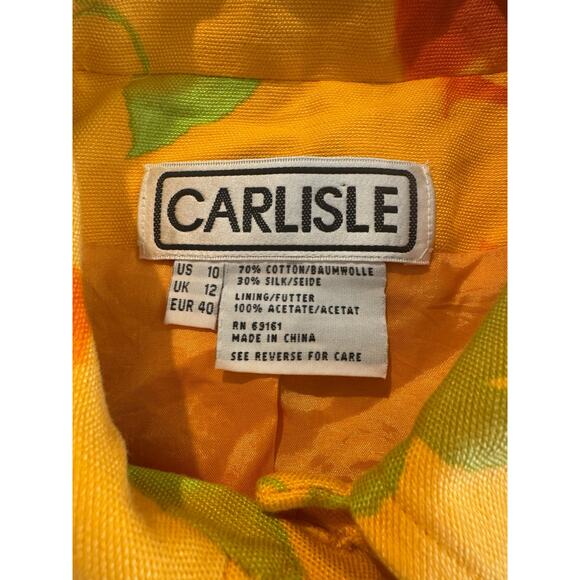 CARLISLE
US 10
UK 12
EUR 40
70% COTTON/BAUMWOLLE
30% SILK/SEIDE
LINING/FUTTER
100% ACETATE/ACETAT
RN 69161
MADE IN CHINA
SEE REVERSE FOR CARE